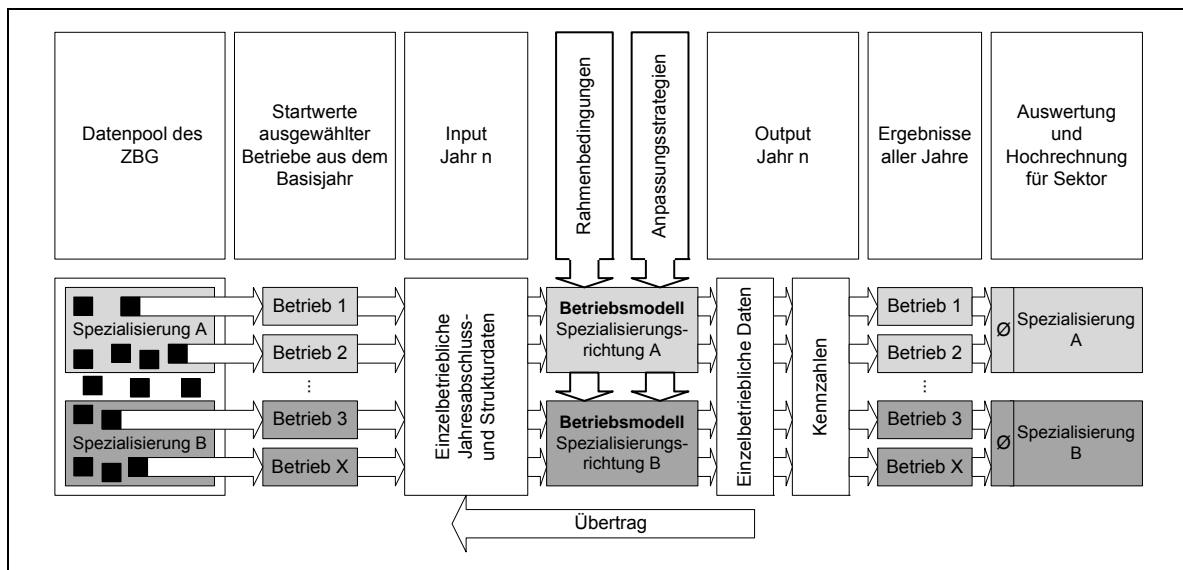 Datenpool des
ZBG
Startwerte
ausgewählter
Betriebe aus dem
Basisjahr
Input
Jahr n
Rahmenbedingungen
Anpassungsstrategien
Output
Jahr n
Ergebnisse
aller Jahre
Auswertung
und
Hochrechnung
für Sektor
Spezialisierung A
Spezialisierung B
Betrieb 1
Betrieb 2
...
Betrieb 3
Betrieb X
Einzelbetriebliche
Jahresabschluss-
und Strukturdaten
Betriebsmodell
Spezialisierungs-
richtung A
Betriebsmodell
Spezialisierungs-
richtung B
Einzelbetriebliche Daten
Kennzahlen
Betrieb 1
Betrieb 2
...
Betrieb 3
Betrieb X
Ø
Spezialisierung
A
Ø
Spezialisierung
B
Übertrag